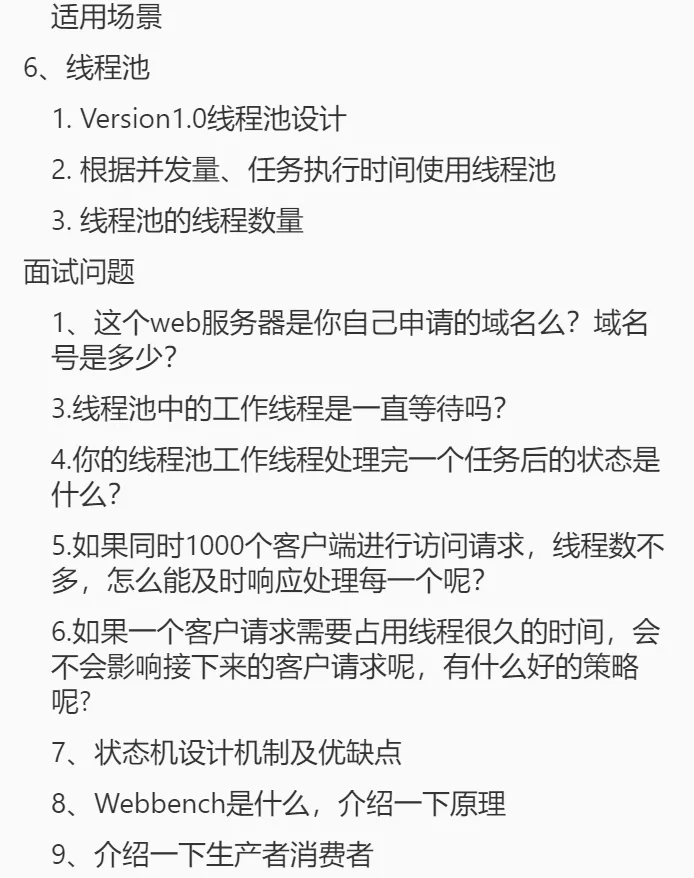 适用场景
6、线程池
1. Version1.0线程池设计
2. 根据并发量、任务执行时间使用线程池
3. 线程池的线程数量
面试问题
1、这个web服务器是你自己申请的域名么？域名
号是多少？
3.线程池中的工作线程是一直等待吗？
4.你的线程池工作线程处理完一个任务后的状态是
什么？
5.如果同时1000个客户端进行访问请求，线程数不
多，怎么能及时响应处理每一个呢？
6.如果一个客户请求需要占用线程很久的时间，会
不会影响接下来的客户请求呢，有什么好的策略
呢?
7、状态机设计机制及优缺点
8、Webbench是什么，介绍一下原理
9、介绍一下生产者消费者